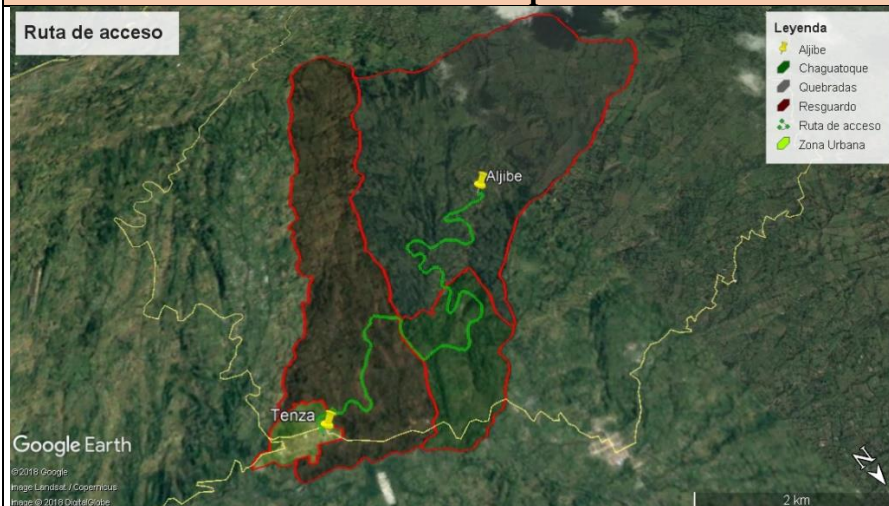 Ruta de acceso
Leyenda
Aljibe
Chaguatoque
Quebradas
Resguardo
Ruta de acceso
Zona Urbana
Aljibe
Tenza
Google Earth
©2018 Google
Image Landsat / Copernicus
Image © 2018 DigitalGlobe
N
2 km